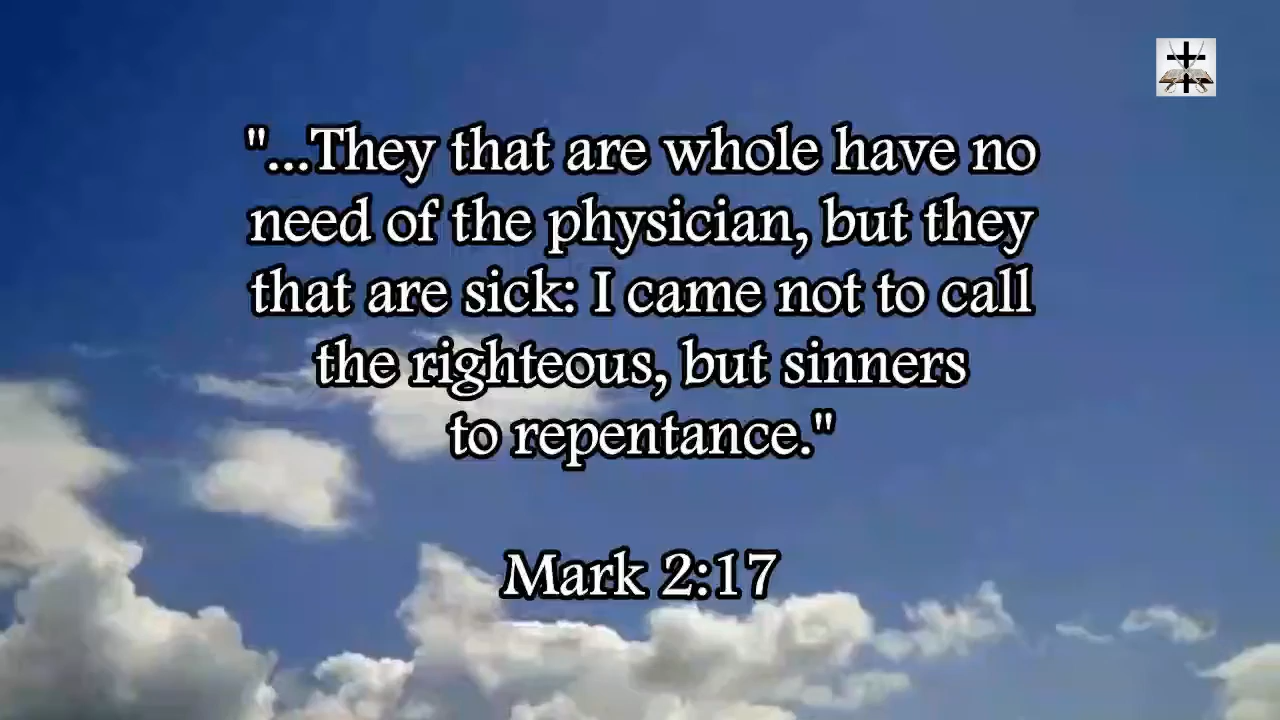 "...They that are whole have no
need of the physician, but they
that are sick: I came not to call
the righteous, but sinners
to repentance."
Mark 2:17